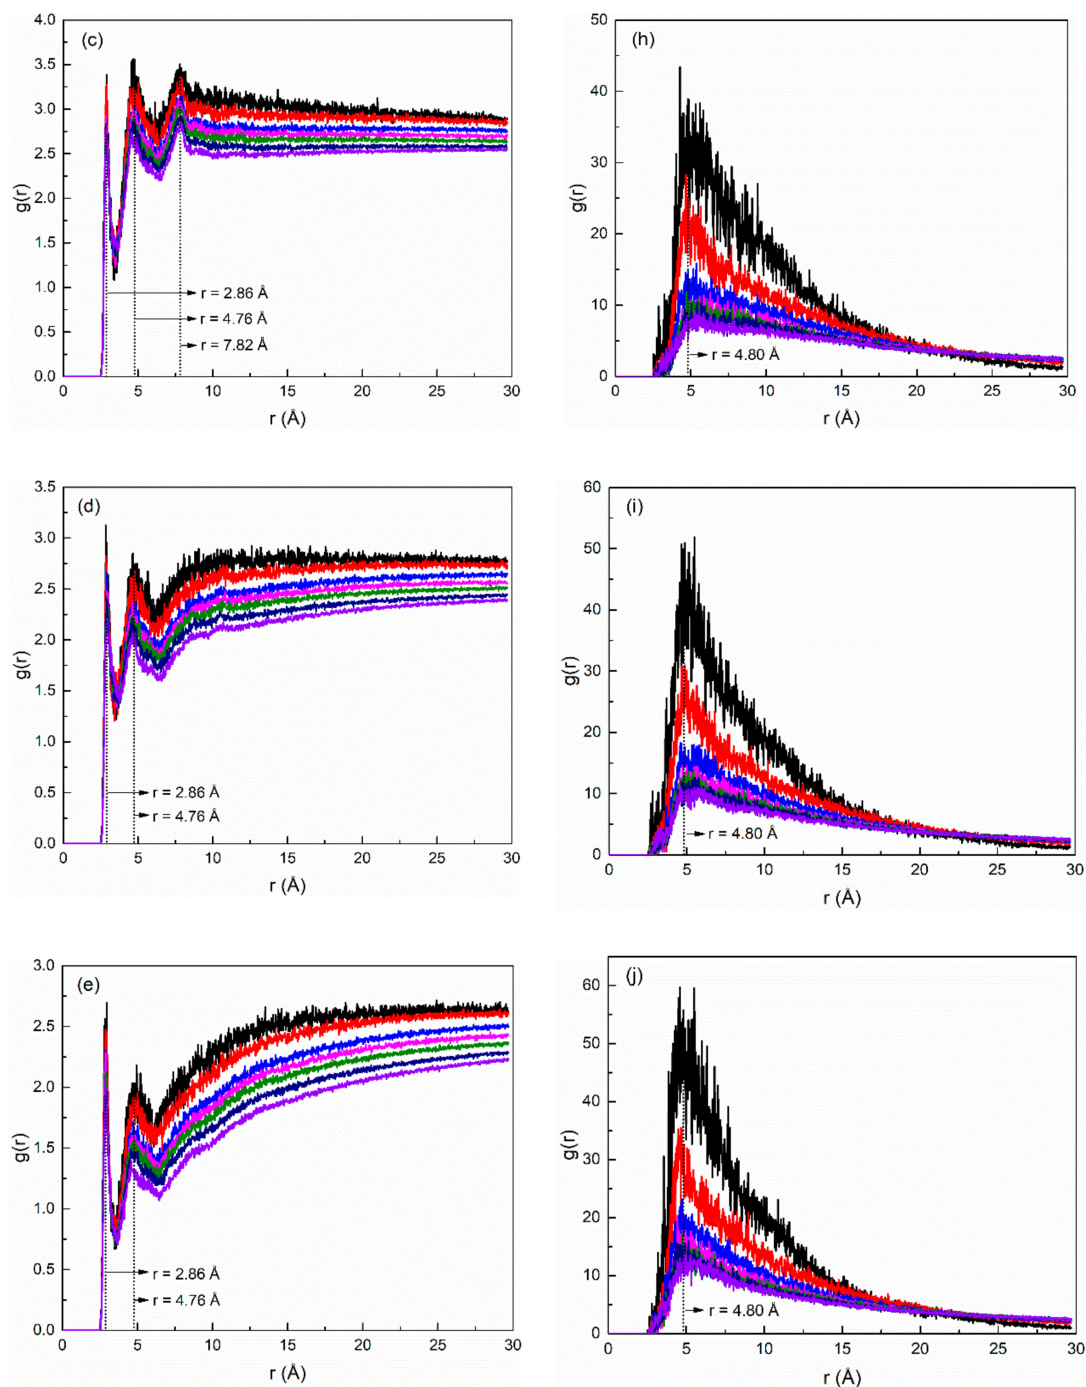 (c)
4.0
3.5
3.0
2.5
2.0
1.5
1.0
0.5
0.0
g(r)
r = 2.86 Å
r = 4.76 Å
r = 7.82 Å
0 5 10 15 20 25 30
r (Å)
(h)
50
40
30
20
10
0
g(r)
r = 4.80 Å
0 5 10 15 20 25 30
r (Å)
(d)
3.5
3.0
2.5
2.0
1.5
1.0
0.5
0.0
g(r)
r = 2.86 Å
r = 4.76 Å
0 5 10 15 20 25 30
r (Å)
(i)
60
50
40
30
20
10
0
g(r)
r = 4.80 Å
0 5 10 15 20 25 30
r (Å)
(e)
3.0
2.5
2.0
1.5
1.0
0.5
0.0
g(r)
r = 2.86 Å
r = 4.76 Å
0 5 10 15 20 25 30
r (Å)
(j)
60
50
40
30
20
10
0
g(r)
r = 4.80 Å
0 5 10 15 20 25 30
r (Å)